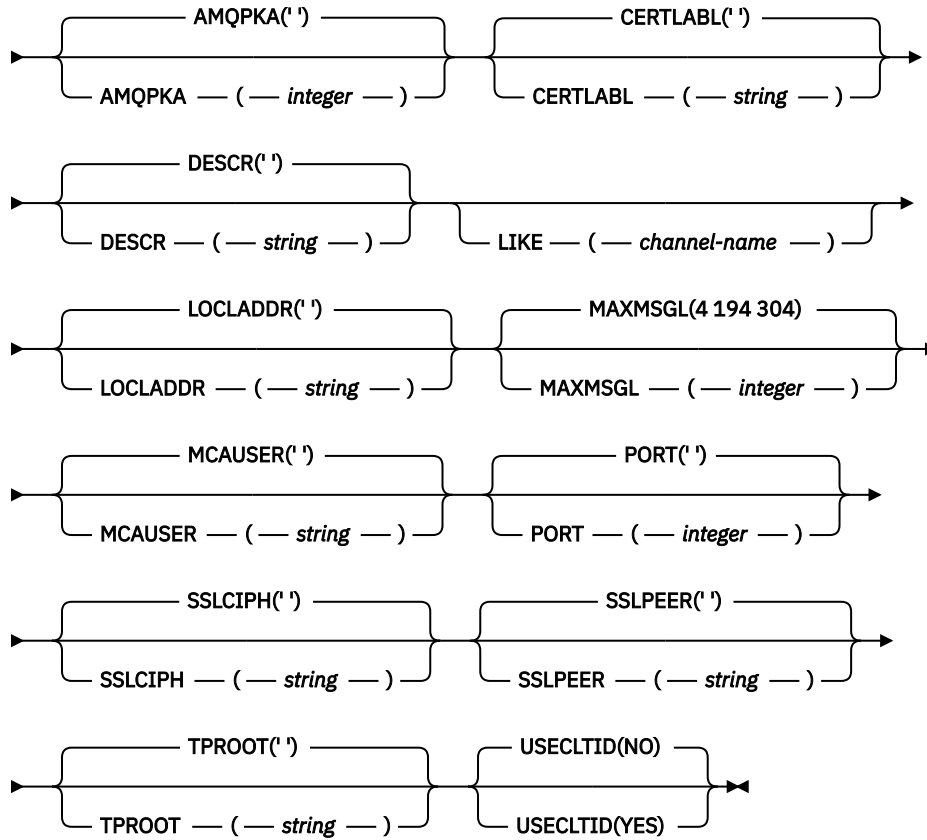 AMQPKA(' ') CERTLABL(' ')
AMQPKA ( integer ) CERTLABL ( string )
DESCR(' ')
DESCR ( string ) LIKE ( channel-name )
LOCLADDR(' ') MAXMSGL(4 194 304)
LOCLADDR ( string ) MAXMSGL ( integer )
MCAUSER(' ') PORT(' ')
MCAUSER ( string ) PORT ( integer )
SSLCIPH(' ') SSLPEER(' ')
SSLCIPH ( string ) SSLPEER ( string )
TPROOT(' ') USECLTID(NO)
TPROOT ( string ) USECLTID(YES)